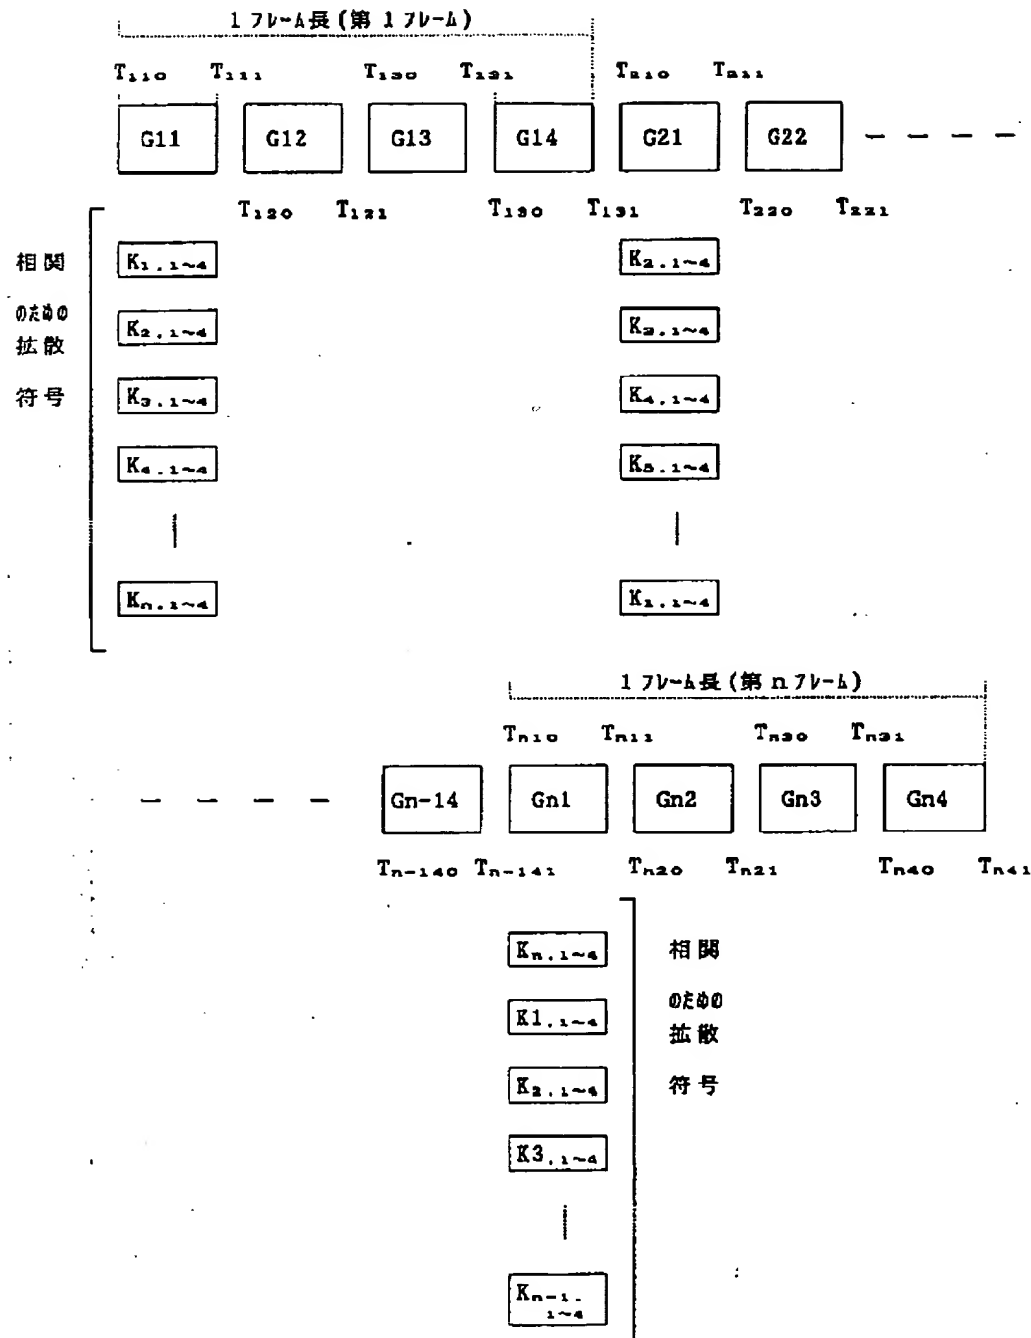 1フレーム長(第1フレーム)
T₁₁₀ T₁₁₁ T₁₃₀ T₁₃₁ T₂₁₀ T₂₁₁
G11 G12 G13 G14 G21 G22
T₁₂₀ T₁₂₁ T₁₃₀ T₁₃₁ T₂₂₀ T₂₂₁
相関
のための
拡散
符号
K₁.₁~₄ K₂.₁~₄
K₂.₁~₄ K₃.₁~₄
K₃.₁~₄ K₄.₁~₄
K₄.₁~₄ K₅.₁~₄
Kₙ.₁~₄ K₁.₁~₄
1フレーム長(第nフレーム)
Tₙ₁₀ Tₙ₁₁ Tₙ₃₀ Tₙ₃₁
Gn-14 Gn1 Gn2 Gn3 Gn4
Tₙ₋₁₄₀ Tₙ₋₁₄₁ Tₙ₂₀ Tₙ₂₁ Tₙ₄₀ Tₙ₄₁
Kₙ.₁~₄
K1.₁~₄
K₂.₁~₄
K3.₁~₄
Kₙ₋₁.
₁~₄
相関
のための
拡散
符号